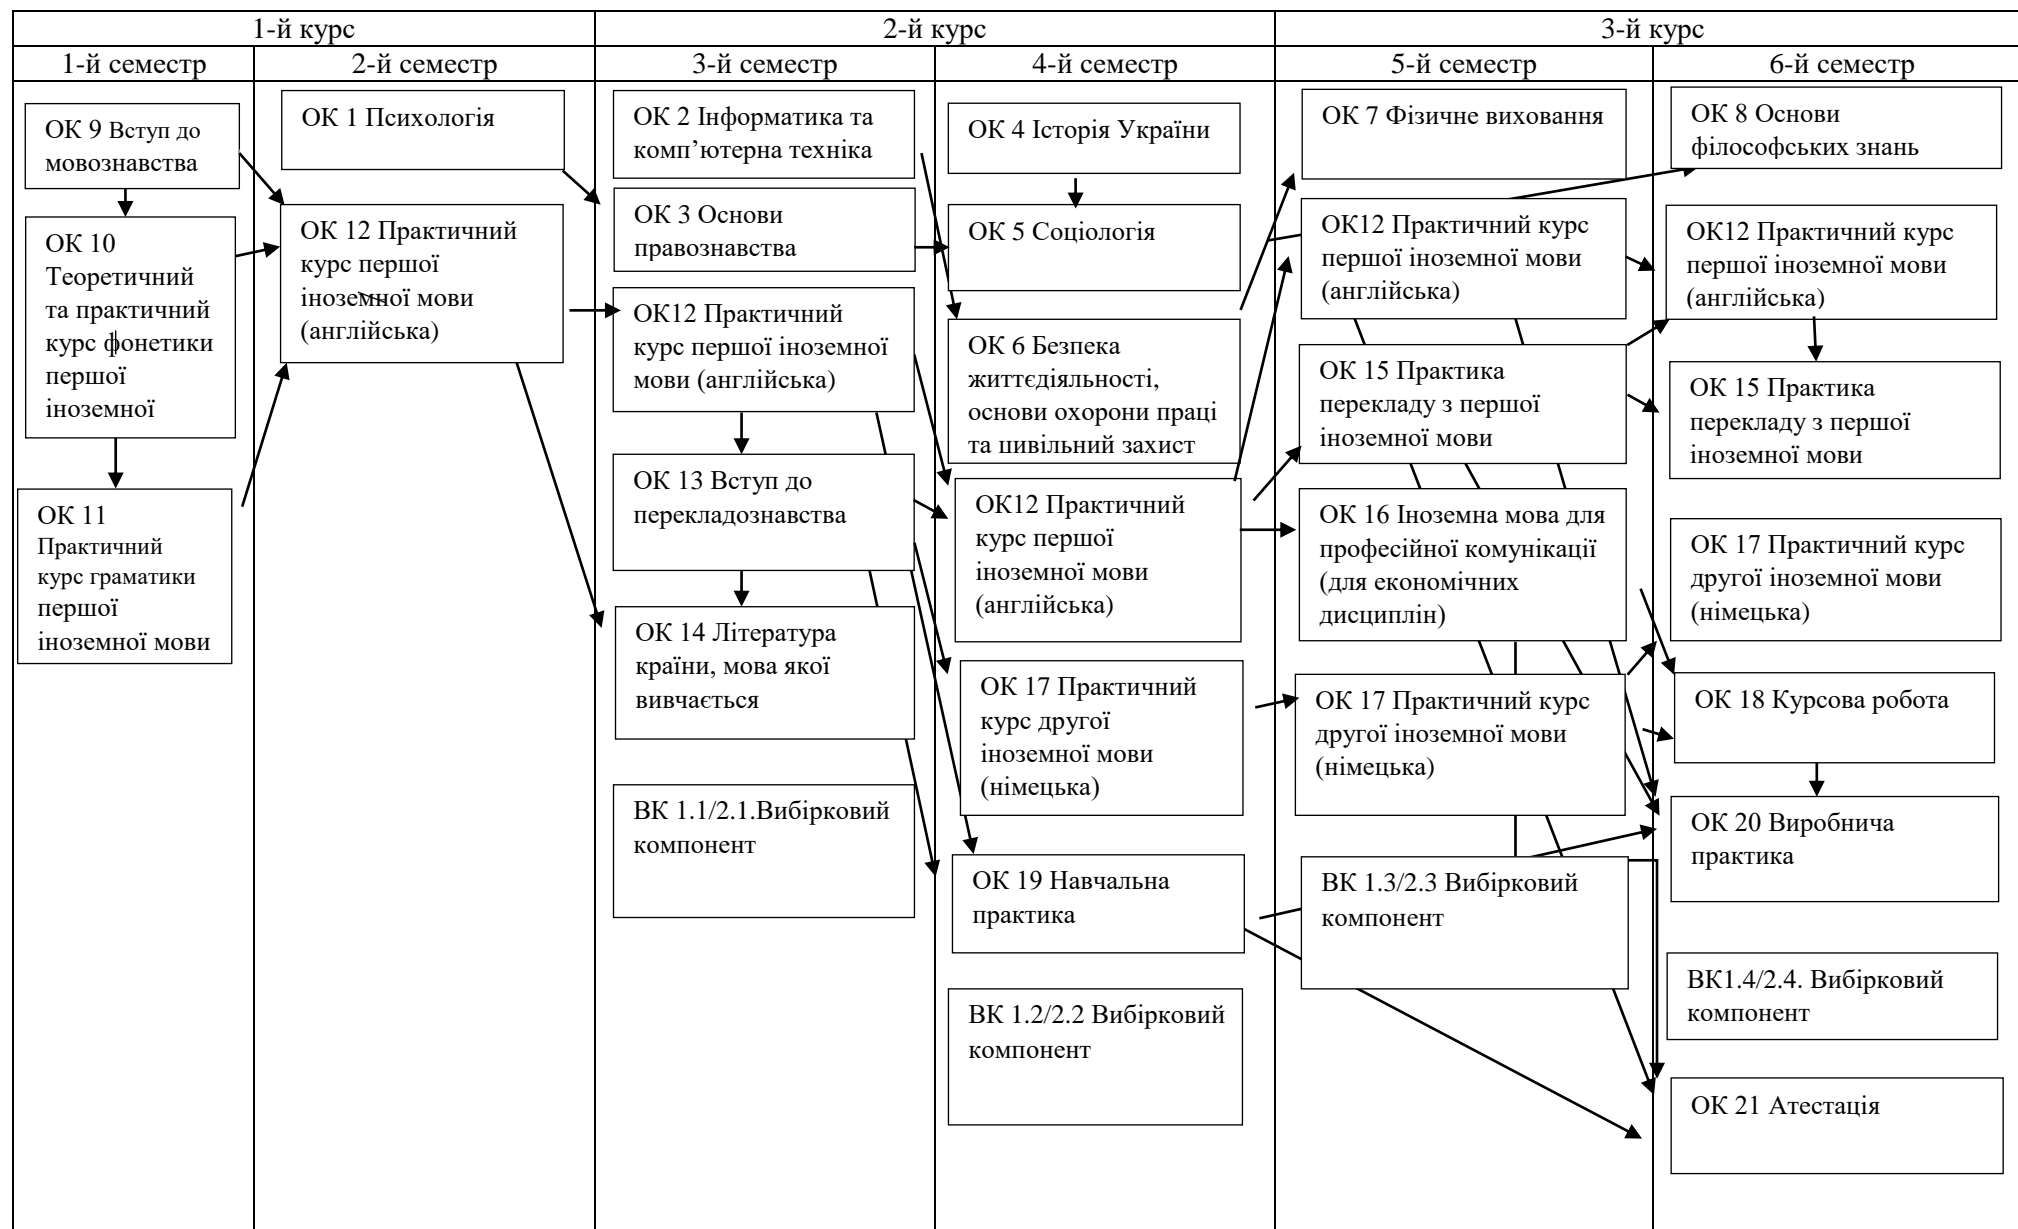 1-й курс
2-й курс
3-й курс
1-й семестр
2-й семестр
3-й семестр
4-й семестр
5-й семестр
6-й семестр
ОК 9 Вступ до
мовознавства
ОК 10
Теоретичний
та практичний
курс фонетики
першої
іноземної
ОК 11
Практичний
курс граматики
першої
іноземної мови
ОК 1 Психологія
ОК 12 Практичний
курс першої
іноземної мови
(англійська)
ОК 2 Інформатика та
комп’ютерна техніка
ОК 3 Основи
правознавства
ОК12 Практичний
курс першої іноземної
мови (англійська)
ОК 13 Вступ до
перекладознавства
ОК 14 Література
країни, мова якої
вивчається
ВК 1.1/2.1.Вибірковий
компонент
ОК 4 Історія України
ОК 5 Соціологія
ОК 6 Безпека
життєдіяльності,
основи охорони праці
та цивільний захист
ОК12 Практичний
курс першої
іноземної мови
(англійська)
ОК 17 Практичний
курс другої
іноземної мови
(німецька)
ОК 19 Навчальна
практика
ВК 1.2/2.2 Вибірковий
компонент
ОК 7 Фізичне виховання
ОК12 Практичний курс
першої іноземної мови
(англійська)
ОК 15 Практика
перекладу з першої
іноземної мови
ОК 16 Іноземна мова для
професійної комунікації
(для економічних
дисциплін)
ОК 17 Практичний курс
другої іноземної мови
(німецька)
ВК 1.3/2.3 Вибірковий
компонент
ОК 8 Основи
філософських знань
ОК12 Практичний курс
першої іноземної мови
(англійська)
ОК 15 Практика
перекладу з першої
іноземної мови
ОК 17 Практичний курс
другої іноземної мови
(німецька)
ОК 18 Курсова робота
ОК 20 Виробнича
практика
ВК1.4/2.4. Вибірковий
компонент
ОК 21 Атестація